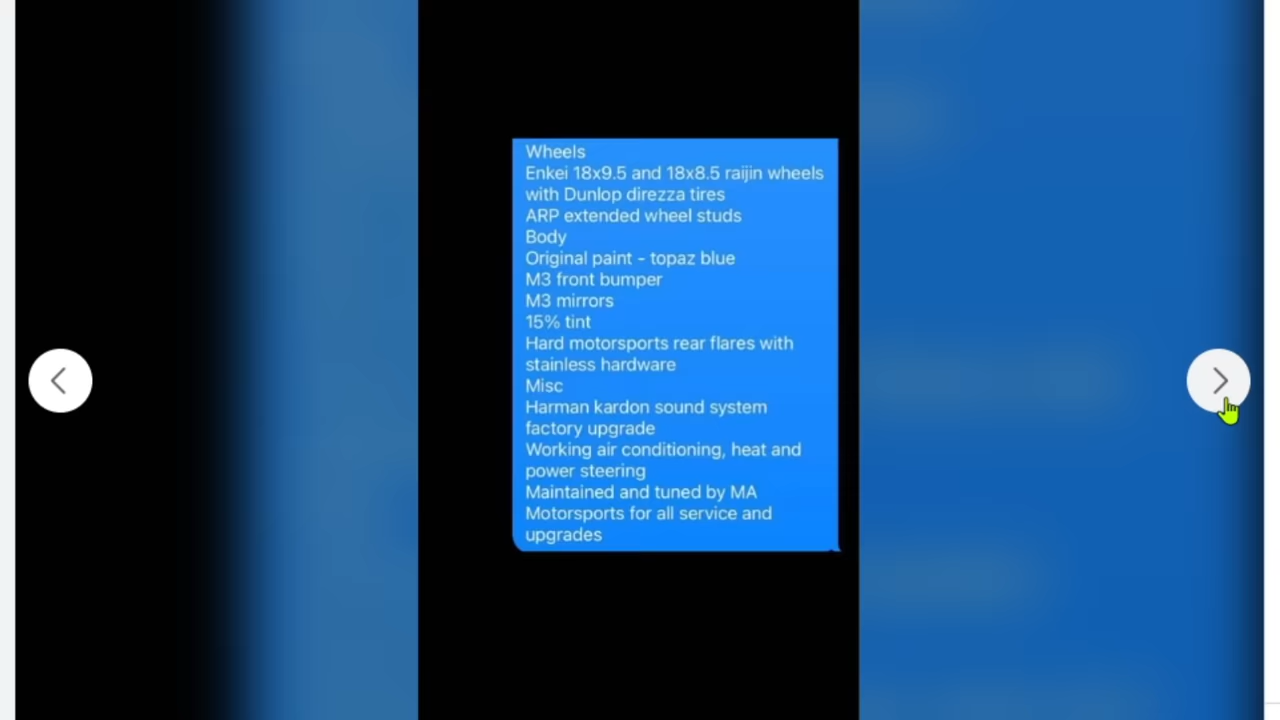 Wheels
Enkei 18x9.5 and 18x8.5 raijin wheels
with Dunlop direzza tires
ARP extended wheel studs
Body
Original paint - topaz blue
M3 front bumper
M3 mirrors
15% tint
Hard motorsports rear flares with
stainless hardware
Misc
Harman kardon sound system
factory upgrade
Working air conditioning, heat and
power steering
Maintained and tuned by MA
Motorsports for all service and
upgrades